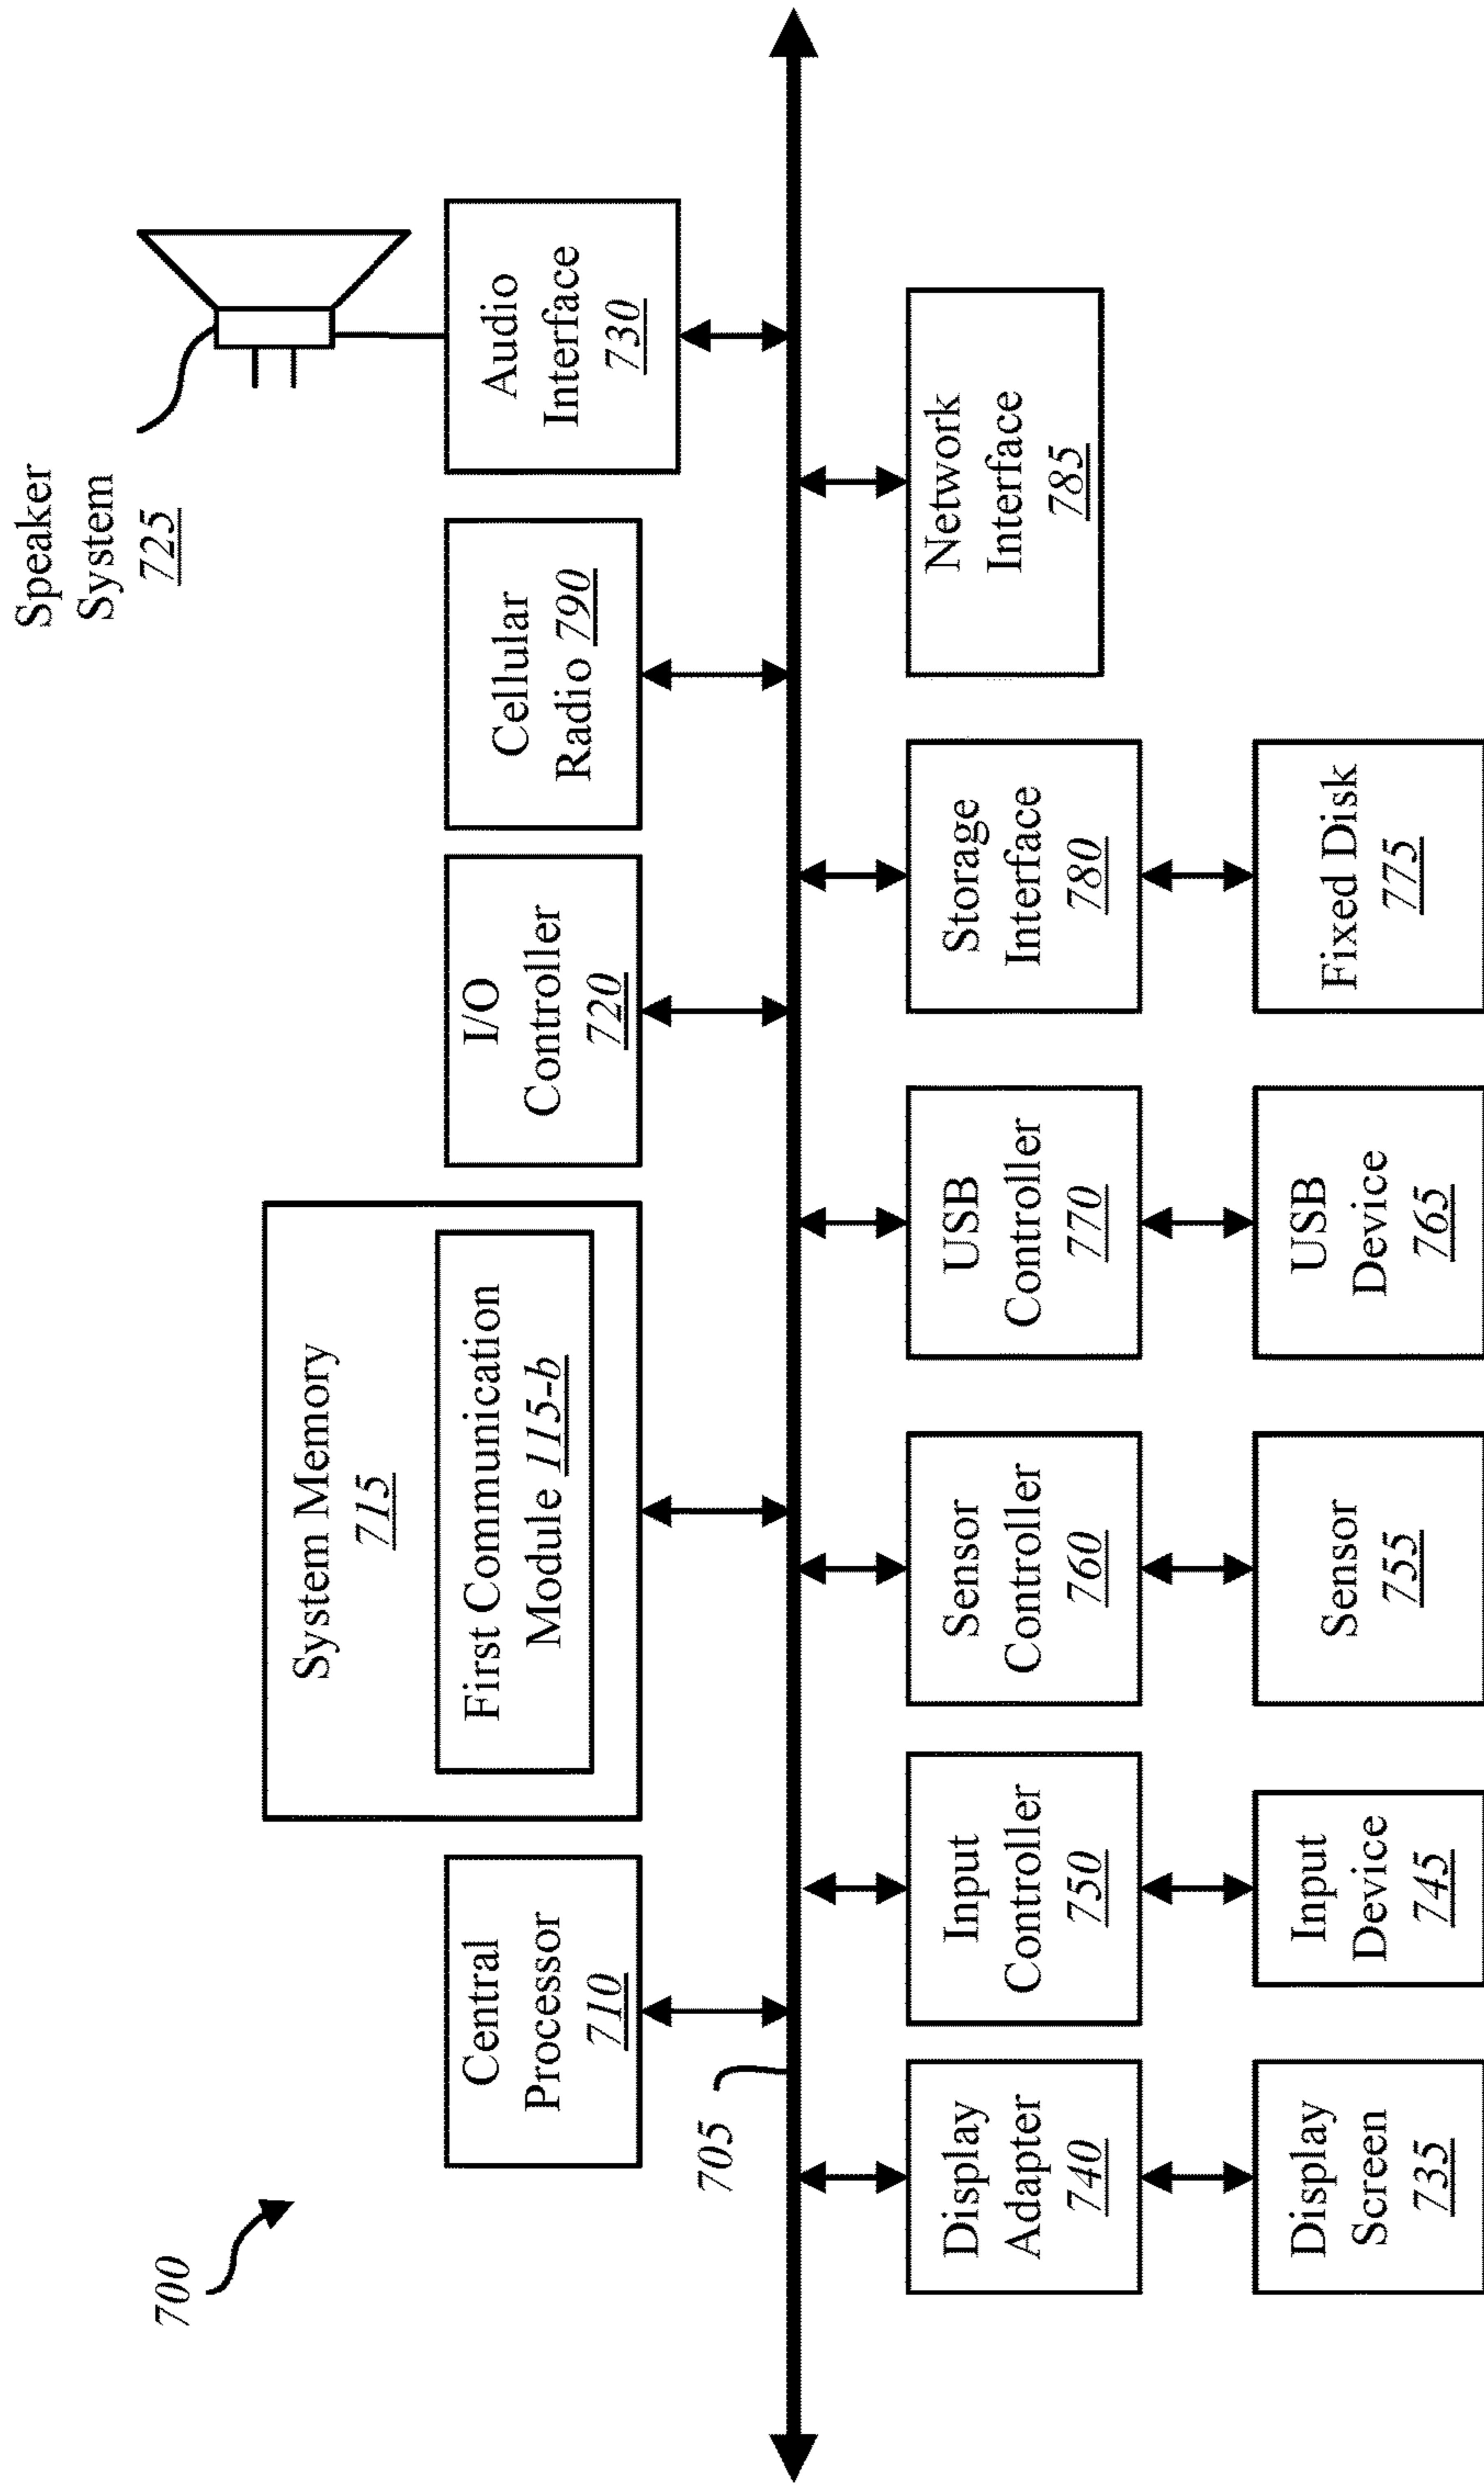 700
Speaker
System
725
Central
Processor
710
System Memory
715
First Communication
Module 115-b
I/O
Controller
720
Cellular
Radio 790
Audio
Interface
730
705
Display
Adapter
740
Input
Controller
750
Sensor
Controller
760
USB
Controller
770
Storage
Interface
780
Network
Interface
785
Display
Screen
735
Input
Device
745
Sensor
755
USB
Device
765
Fixed Disk
775